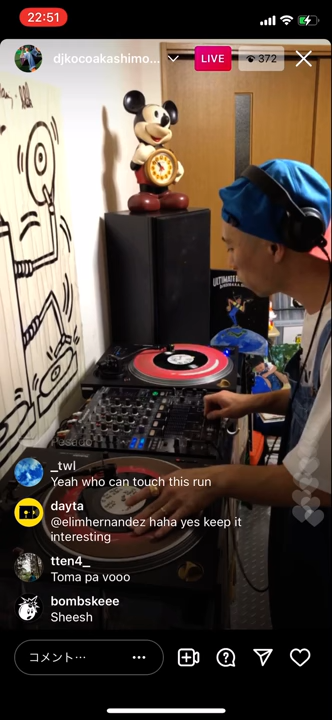 22:51
djkocoakashimo...
LIVE
372
_twl
Yeah who can touch this run
dayta
@elimhernandez haha yes keep it
interesting
tten4_
Toma pa vooo
bombskeee
Sheesh
コメント…